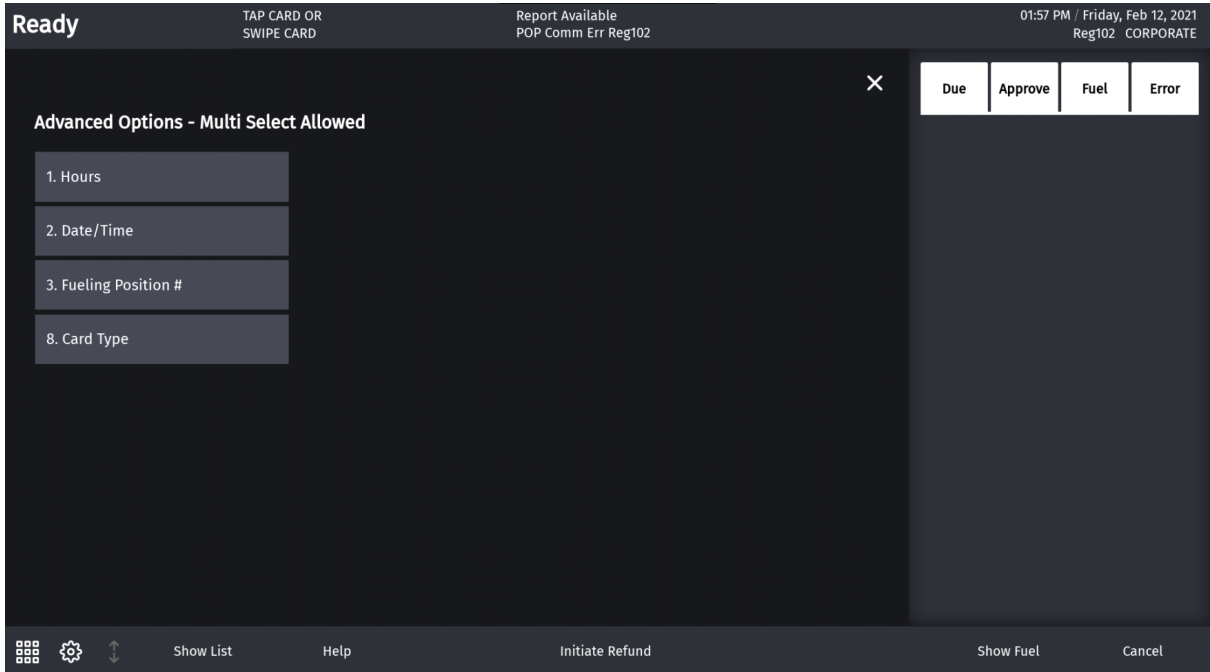 Ready
TAP CARD OR
SWIPE CARD
Report Available
POP Comm Err Reg102
01:57 PM / Friday, Feb 12, 2021
Reg102 CORPORATE
Due Approve Fuel Error
Advanced Options - Multi Select Allowed
1. Hours
2. Date/Time
3. Fueling Position #
8. Card Type
Show List Help Initiate Refund Show Fuel Cancel